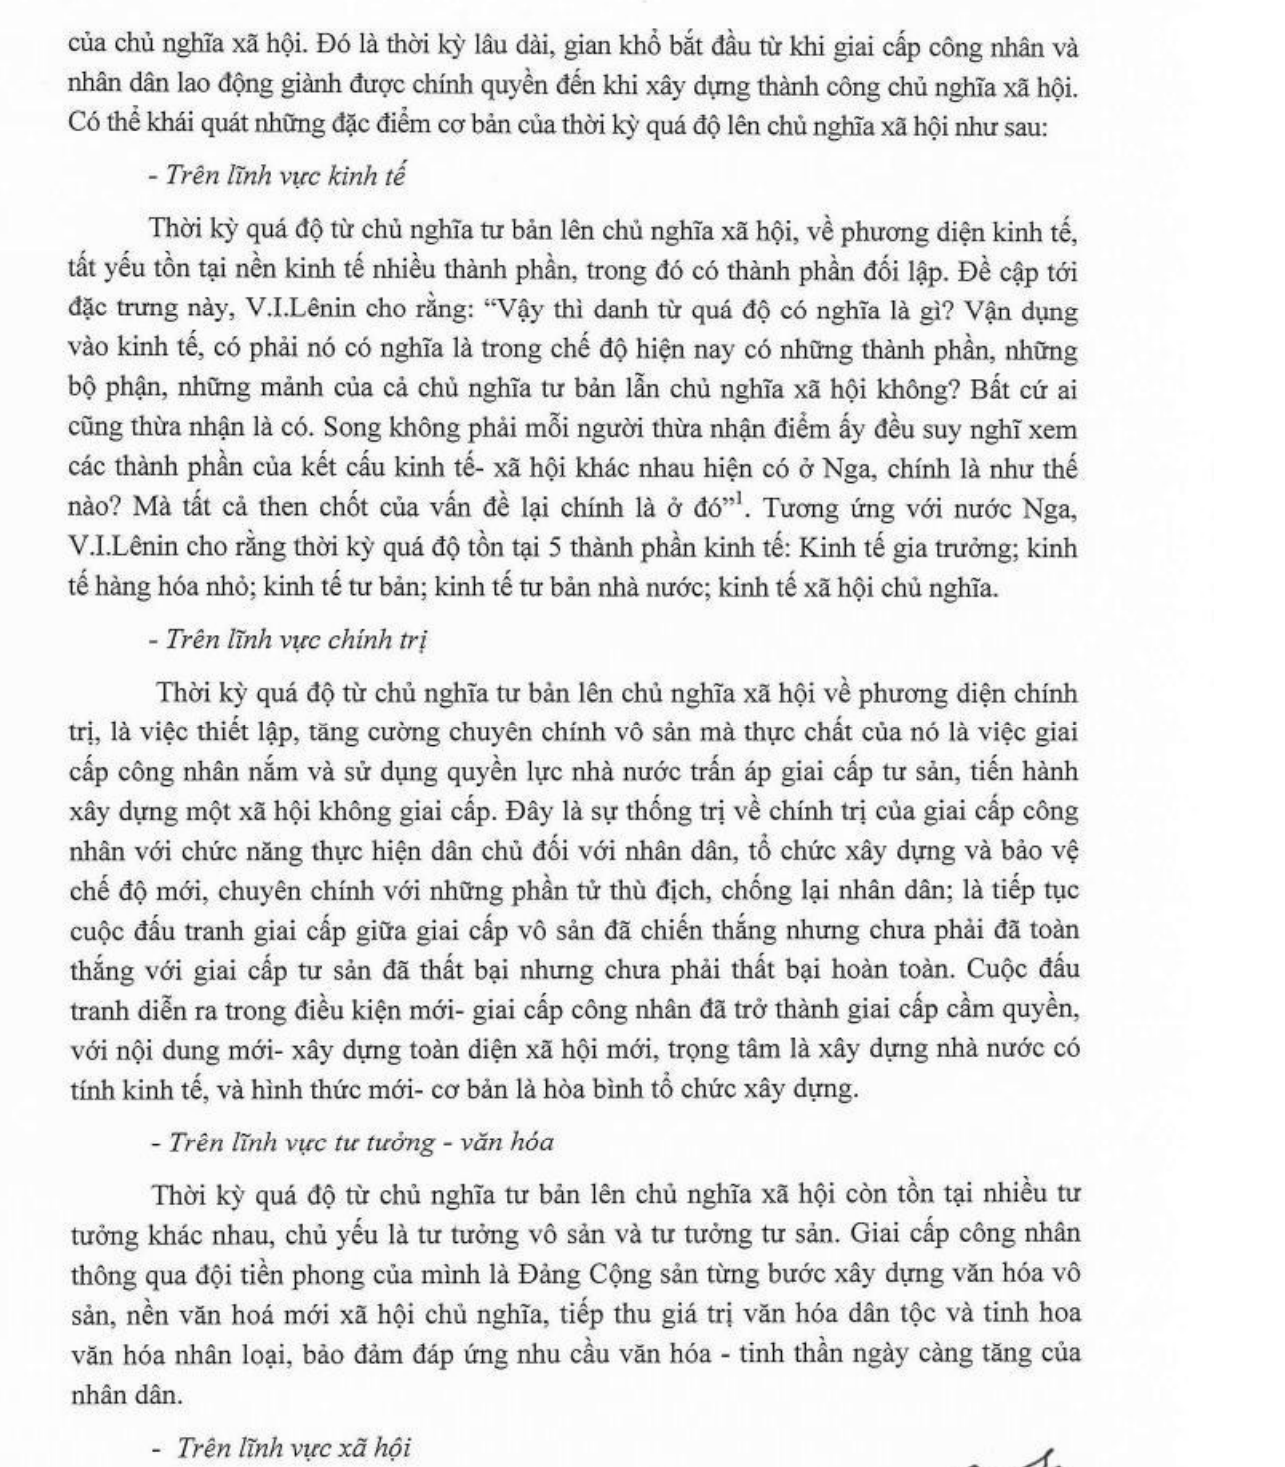 của chủ nghĩa xã hội. Đó là thời kỳ lâu dài, gian khổ bắt đầu từ khi giai cấp công nhân và
nhân dân lao động giành được chính quyền đến khi xây dựng thành công chủ nghĩa xã hội.
Có thể khái quát những đặc điểm cơ bản của thời kỳ quá độ lên chủ nghĩa xã hội như sau:
- Trên lĩnh vực kinh tế
Thời kỳ quá độ từ chủ nghĩa tư bản lên chủ nghĩa xã hội, về phương diện kinh tế,
tất yếu tồn tại nền kinh tế nhiều thành phần, trong đó có thành phần đối lập. Đề cập tới
đặc trưng này, V.I.Lênin cho rằng: “Vậy thì danh từ quá độ có nghĩa là gì? Vận dụng
vào kinh tế, có phải nó có nghĩa là trong chế độ hiện nay có những thành phần, những
bộ phận, những mảnh của cả chủ nghĩa tư bản lẫn chủ nghĩa xã hội không? Bất cứ ai
cũng thừa nhận là có. Song không phải mỗi người thừa nhận điểm ấy đều suy nghĩ xem
các thành phần của kết cấu kinh tế- xã hội khác nhau hiện có ở Nga, chính là như thế
nào? Mà tất cả then chốt của vấn đề lại chính là ở đó”¹. Tương ứng với nước Nga,
V.I.Lênin cho rằng thời kỳ quá độ tồn tại 5 thành phần kinh tế: Kinh tế gia trưởng; kinh
tế hàng hóa nhỏ; kinh tế tư bản; kinh tế tư bản nhà nước; kinh tế xã hội chủ nghĩa.
- Trên lĩnh vực chính trị
Thời kỳ quá độ từ chủ nghĩa tư bản lên chủ nghĩa xã hội về phương diện chính
trị, là việc thiết lập, tăng cường chuyên chính vô sản mà thực chất của nó là việc giai
cấp công nhân nắm và sử dụng quyền lực nhà nước trấn áp giai cấp tư sản, tiến hành
xây dựng một xã hội không giai cấp. Đây là sự thống trị về chính trị của giai cấp công
nhân với chức năng thực hiện dân chủ đối với nhân dân, tổ chức xây dựng và bảo vệ
chế độ mới, chuyên chính với những phần tử thù địch, chống lại nhân dân; là tiếp tục
cuộc đấu tranh giai cấp giữa giai cấp vô sản đã chiến thắng nhưng chưa phải đã toàn
thắng với giai cấp tư sản đã thất bại nhưng chưa phải thất bại hoàn toàn. Cuộc đấu
tranh diễn ra trong điều kiện mới- giai cấp công nhân đã trở thành giai cấp cầm quyền,
với nội dung mới- xây dựng toàn diện xã hội mới, trọng tâm là xây dựng nhà nước có
tính kinh tế, và hình thức mới- cơ bản là hòa bình tổ chức xây dựng.
- Trên lĩnh vực tư tưởng - văn hóa
Thời kỳ quá độ từ chủ nghĩa tư bản lên chủ nghĩa xã hội còn tồn tại nhiều tư
tưởng khác nhau, chủ yếu là tư tưởng vô sản và tư tưởng tư sản. Giai cấp công nhân
thông qua đội tiền phong của mình là Đảng Cộng sản từng bước xây dựng văn hóa vô
sản, nền văn hoá mới xã hội chủ nghĩa, tiếp thu giá trị văn hóa dân tộc và tinh hoa
văn hóa nhân loại, bảo đảm đáp ứng nhu cầu văn hóa - tinh thần ngày càng tăng của
nhân dân.
- Trên lĩnh vực xã hội